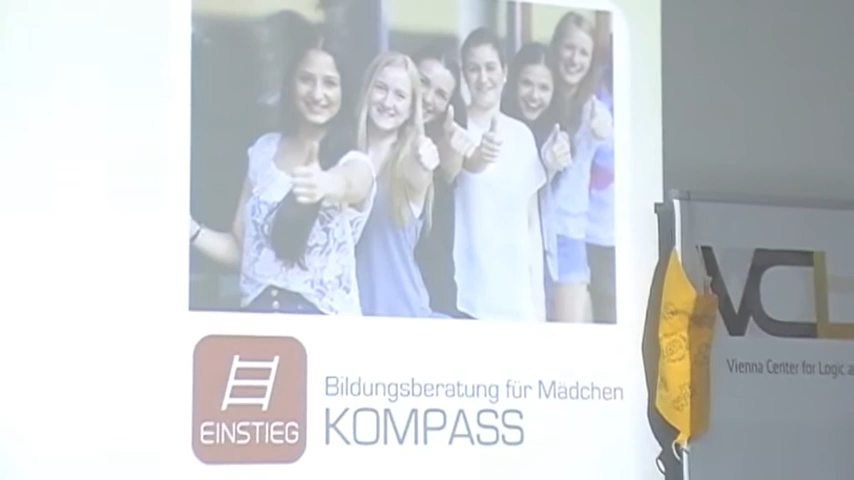 EINSTIEG
Bildungsberatung für Mädchen
KOMPASS
VCL
Vienna Center for Logic